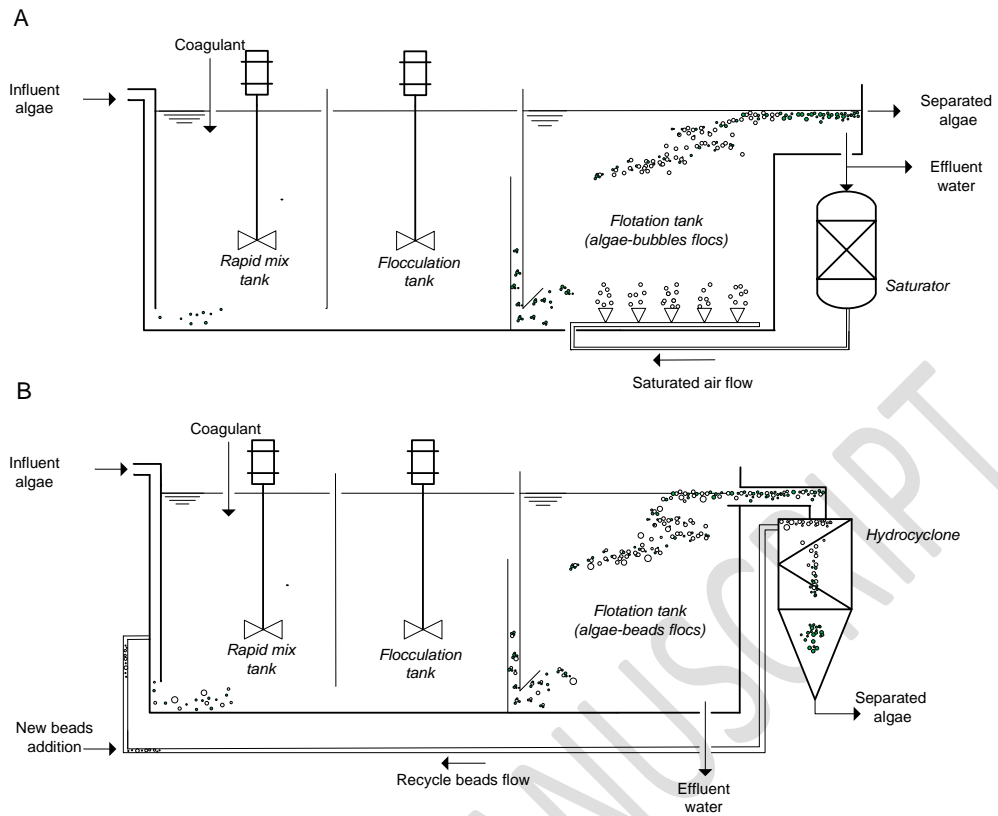 A
Coagulant
Influent
algae
Separated
algae
Effluent
water
Rapid mix
tank
Flocculation
tank
Flotation tank
(algae-bubbles flocs)
Saturator
Saturated air flow
B
Coagulant
Influent
algae
Hydrocyclone
Rapid mix
tank
Flocculation
tank
Flotation tank
(algae-beads flocs)
Separated
algae
New beads
addition
Recycle beads flow
Effluent
water
NUSCRIPT